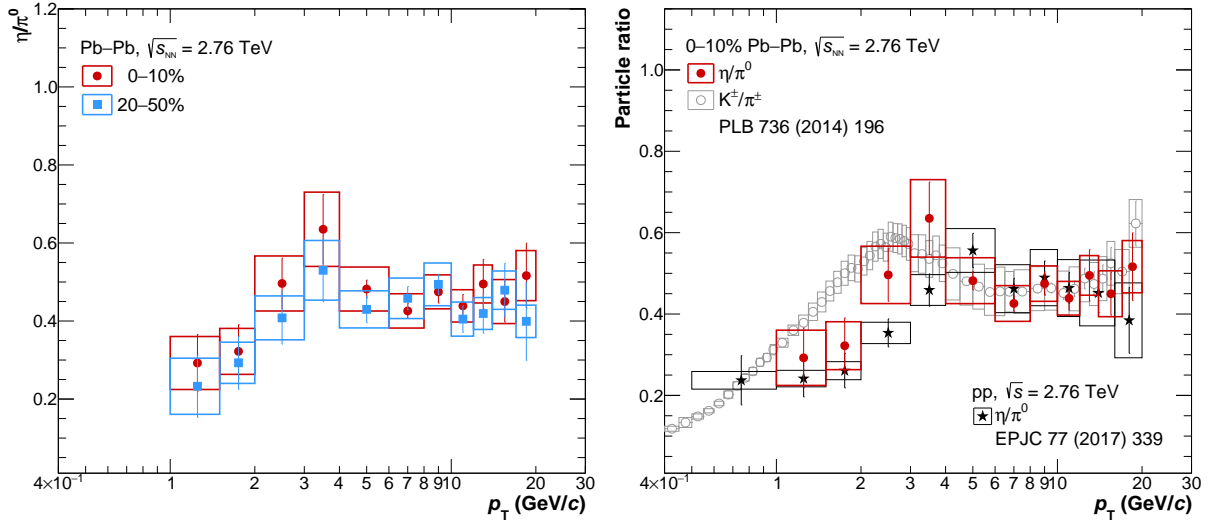 η/π⁰
1.2
1.0
0.8
0.6
0.4
0.2
Pb–Pb, √s_NN = 2.76 TeV
0–10%
20–50%
4×10⁻¹ 1 2 3 4 5 6 7 8 9 10 20 30
p_T (GeV/c)
Particle ratio
1.0
0.8
0.6
0.4
0.2
0–10% Pb–Pb, √s_NN = 2.76 TeV
η/π⁰
K±/π±
PLB 736 (2014) 196
pp, √s = 2.76 TeV
η/π⁰
EPJC 77 (2017) 339
4×10⁻¹ 1 2 3 4 5 6 7 8 9 10 20 30
p_T (GeV/c)